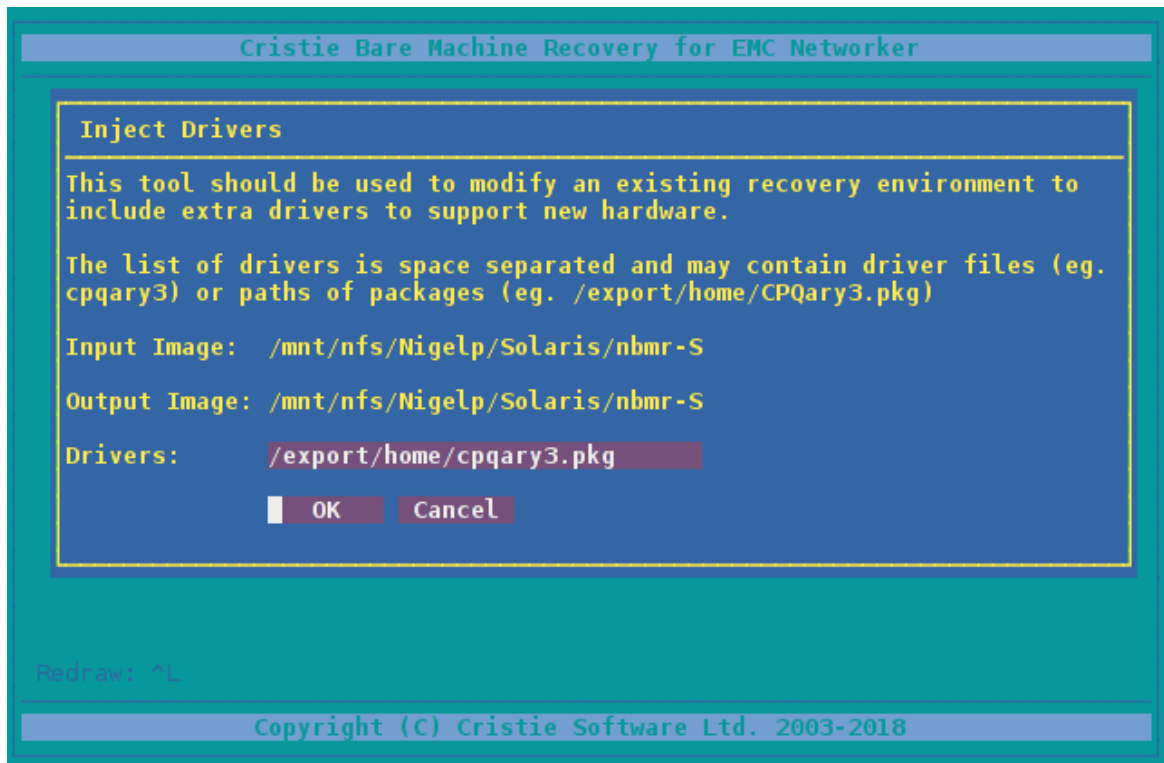 Cristie Bare Machine Recovery for EMC Networker
Inject Drivers
This tool should be used to modify an existing recovery environment to
include extra drivers to support new hardware.
The list of drivers is space separated and may contain driver files (eg.
cpqary3) or paths of packages (eg. /export/home/CPQary3.pkg)
Input Image: /mnt/nfs/Nigelp/Solaris/nbmr-S
Output Image: /mnt/nfs/Nigelp/Solaris/nbmr-S
Drivers: /export/home/cpqary3.pkg
OK Cancel
Redraw: ^L
Copyright (C) Cristie Software Ltd. 2003-2018